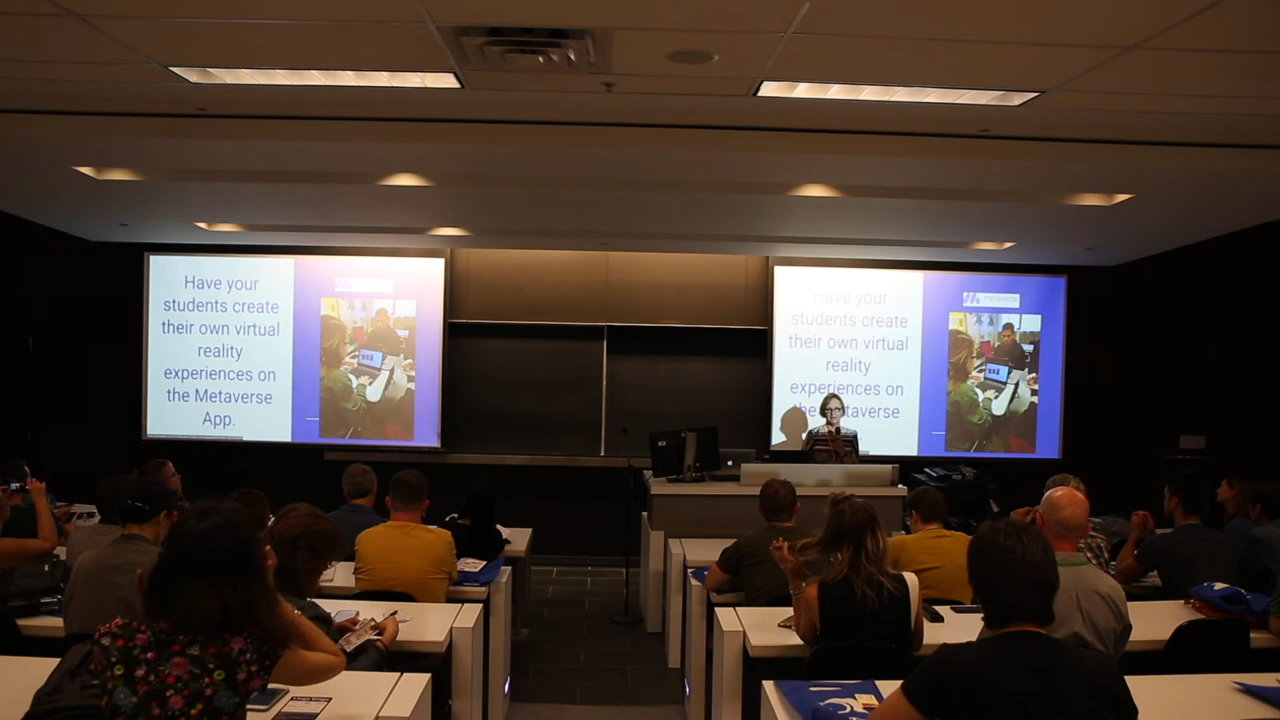 Have your
students create
their own virtual
reality
experiences on
the Metaverse
App.
Have your
students create
their own virtual
reality
experiences on
the Metaverse
metaverse